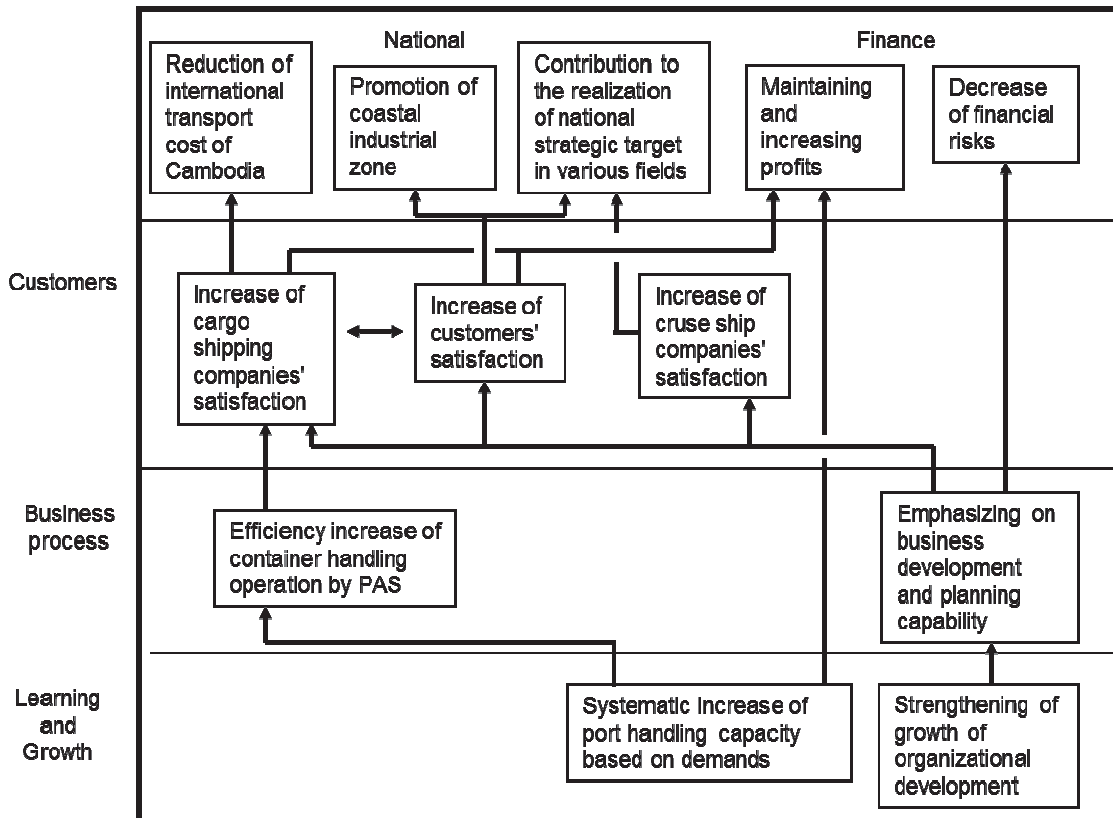 National
Finance
Reduction of
international
transport
cost of
Cambodia
Promotion of
coastal
industrial
zone
Contribution to
the realization
of national
strategic target
in various fields
Maintaining
and
increasing
profits
Decrease
of financial
risks
Customers
Increase of
cargo
shipping
companies'
satisfaction
Increase of
customers'
satisfaction
Increase of
cruse ship
companies'
satisfaction
Business
process
Efficiency increase of
container handling
operation by PAS
Emphasizing on
business
development
and planning
capability
Learning
and
Growth
Systematic Increase of
port handling capacity
based on demands
Strengthening of
growth of
organizational
development